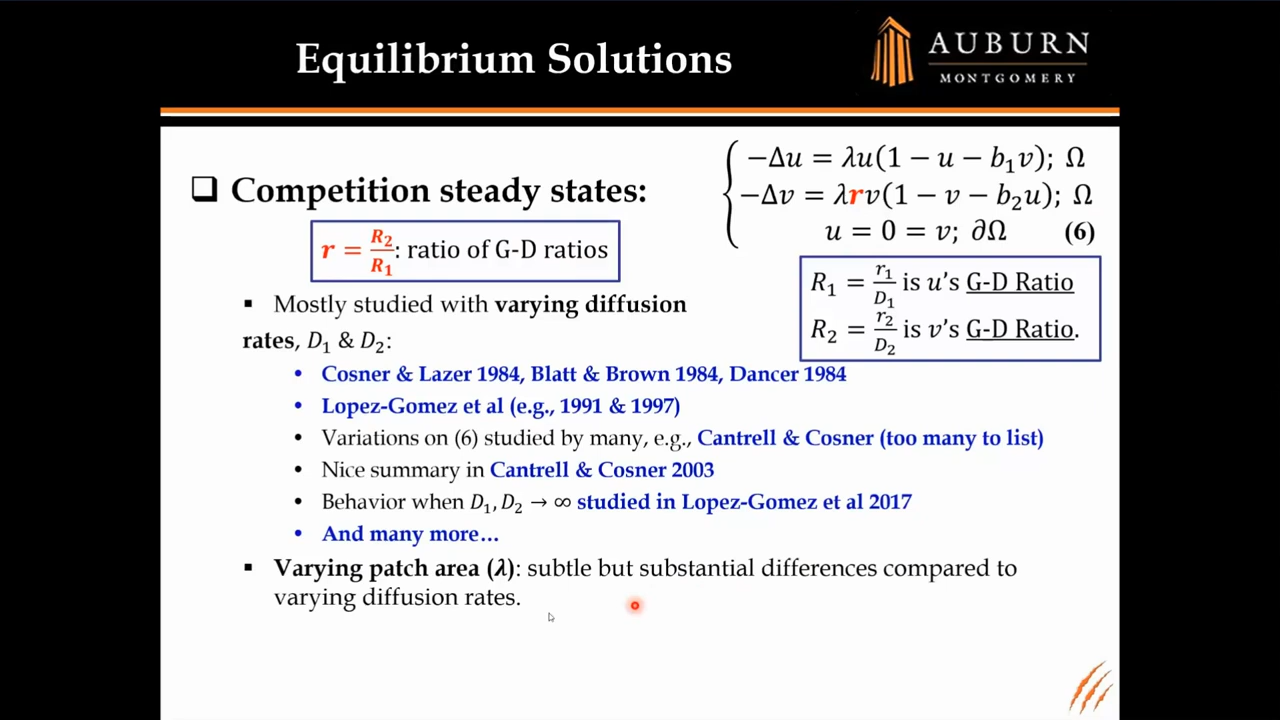 Equilibrium Solutions
AUBURN
MONTGOMERY
❑ Competition steady states:
−Δu = λu(1 − u − b₁v); Ω
−Δv = λrv(1 − v − b₂u); Ω
u = 0 = v; ∂Ω (6)
r = R₂/R₁: ratio of G-D ratios
R₁ = r₁/D₁ is u's G-D Ratio
R₂ = r₂/D₂ is v's G-D Ratio.
▪ Mostly studied with varying diffusion
rates, D₁ & D₂:
• Cosner & Lazer 1984, Blatt & Brown 1984, Dancer 1984
• Lopez-Gomez et al (e.g., 1991 & 1997)
• Variations on (6) studied by many, e.g., Cantrell & Cosner (too many to list)
• Nice summary in Cantrell & Cosner 2003
• Behavior when D₁, D₂ → ∞ studied in Lopez-Gomez et al 2017
• And many more…
▪ Varying patch area (λ): subtle but substantial differences compared to
varying diffusion rates.